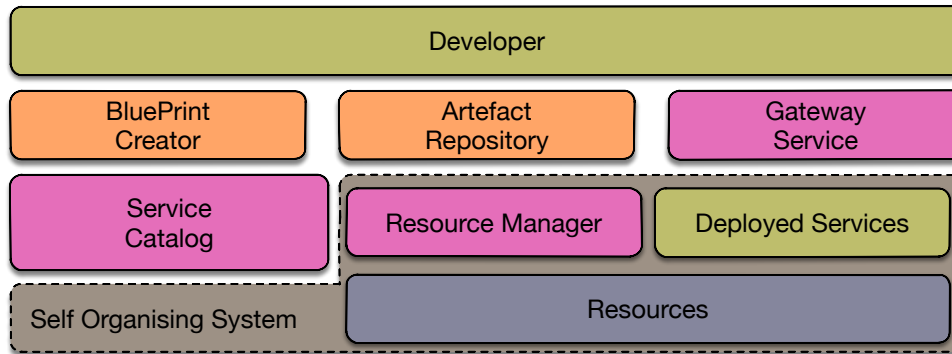 Developer
BluePrint
Creator
Artefact
Repository
Gateway
Service
Service
Catalog
Resource Manager
Deployed Services
Self Organising System
Resources